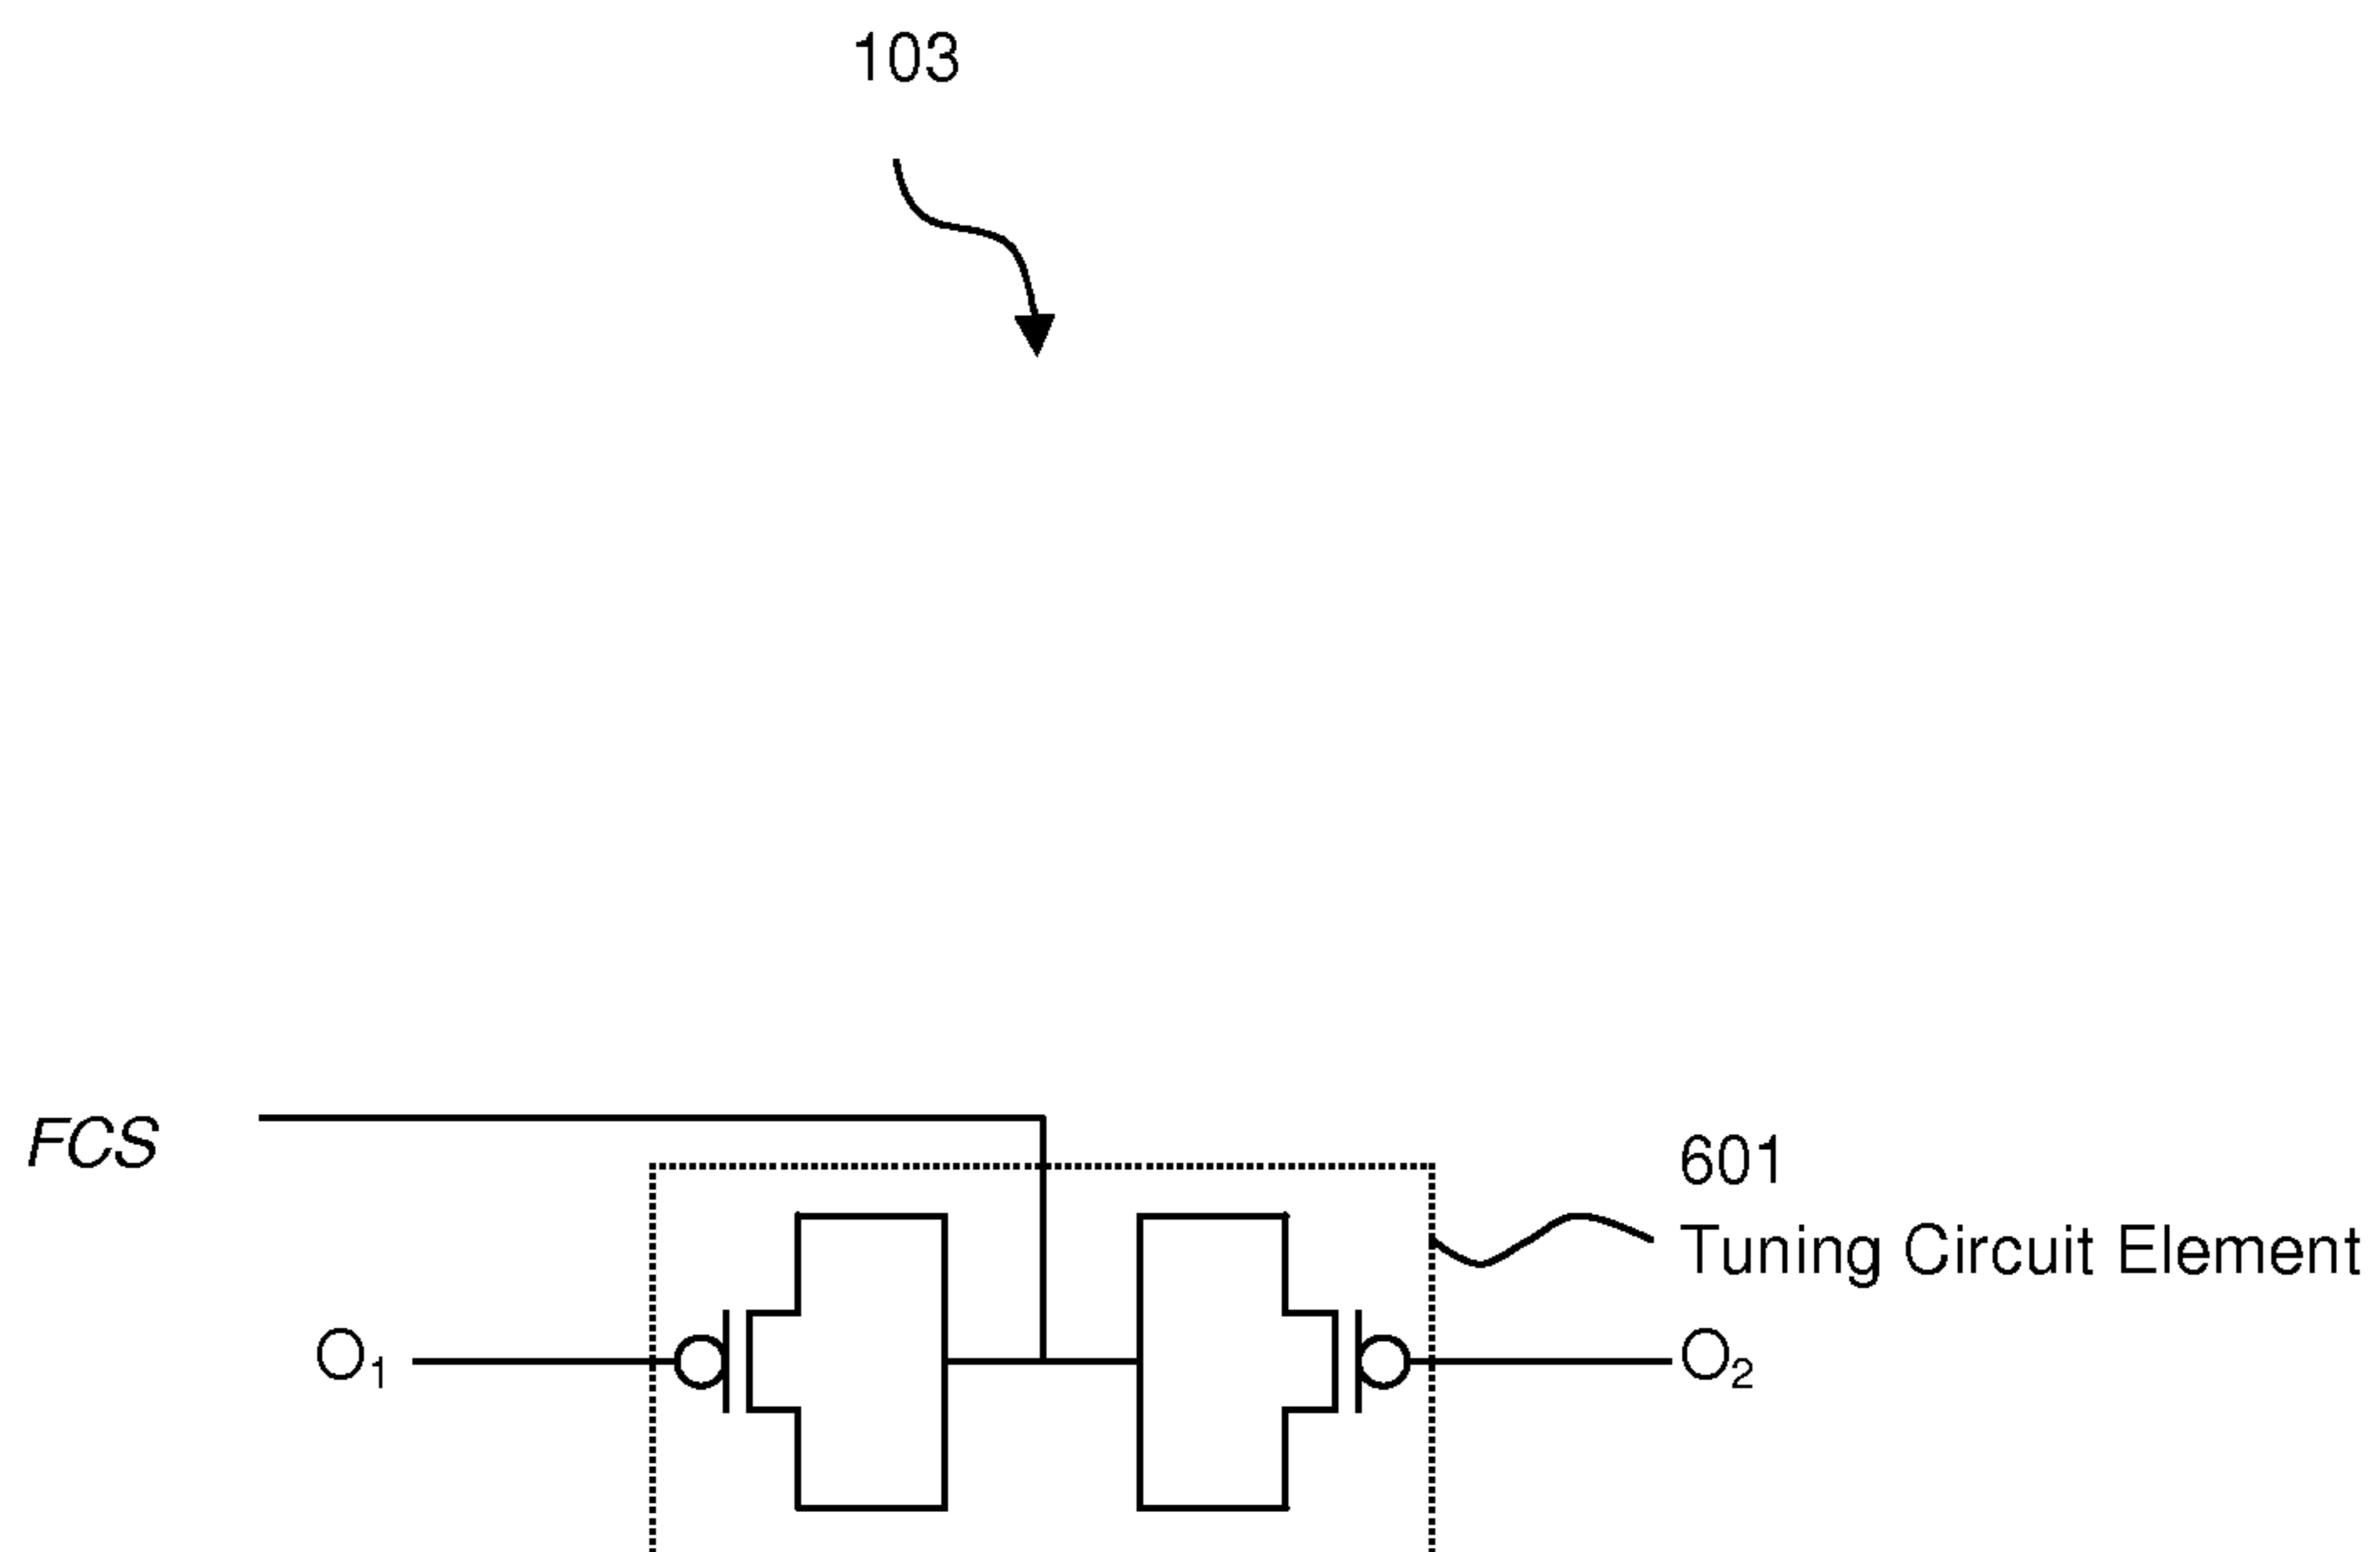 103
FCS
601
Tuning Circuit Element
O₁
O₂